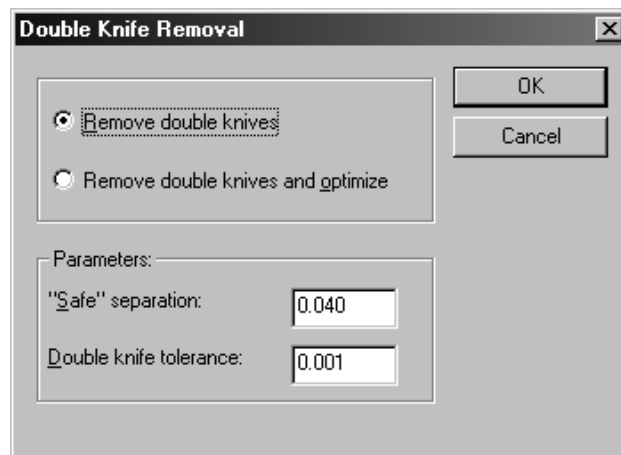 Double Knife Removal
OK
Remove double knives
Cancel
Remove double knives and optimize
Parameters:
"Safe" separation:
0.040
Double knife tolerance:
0.001